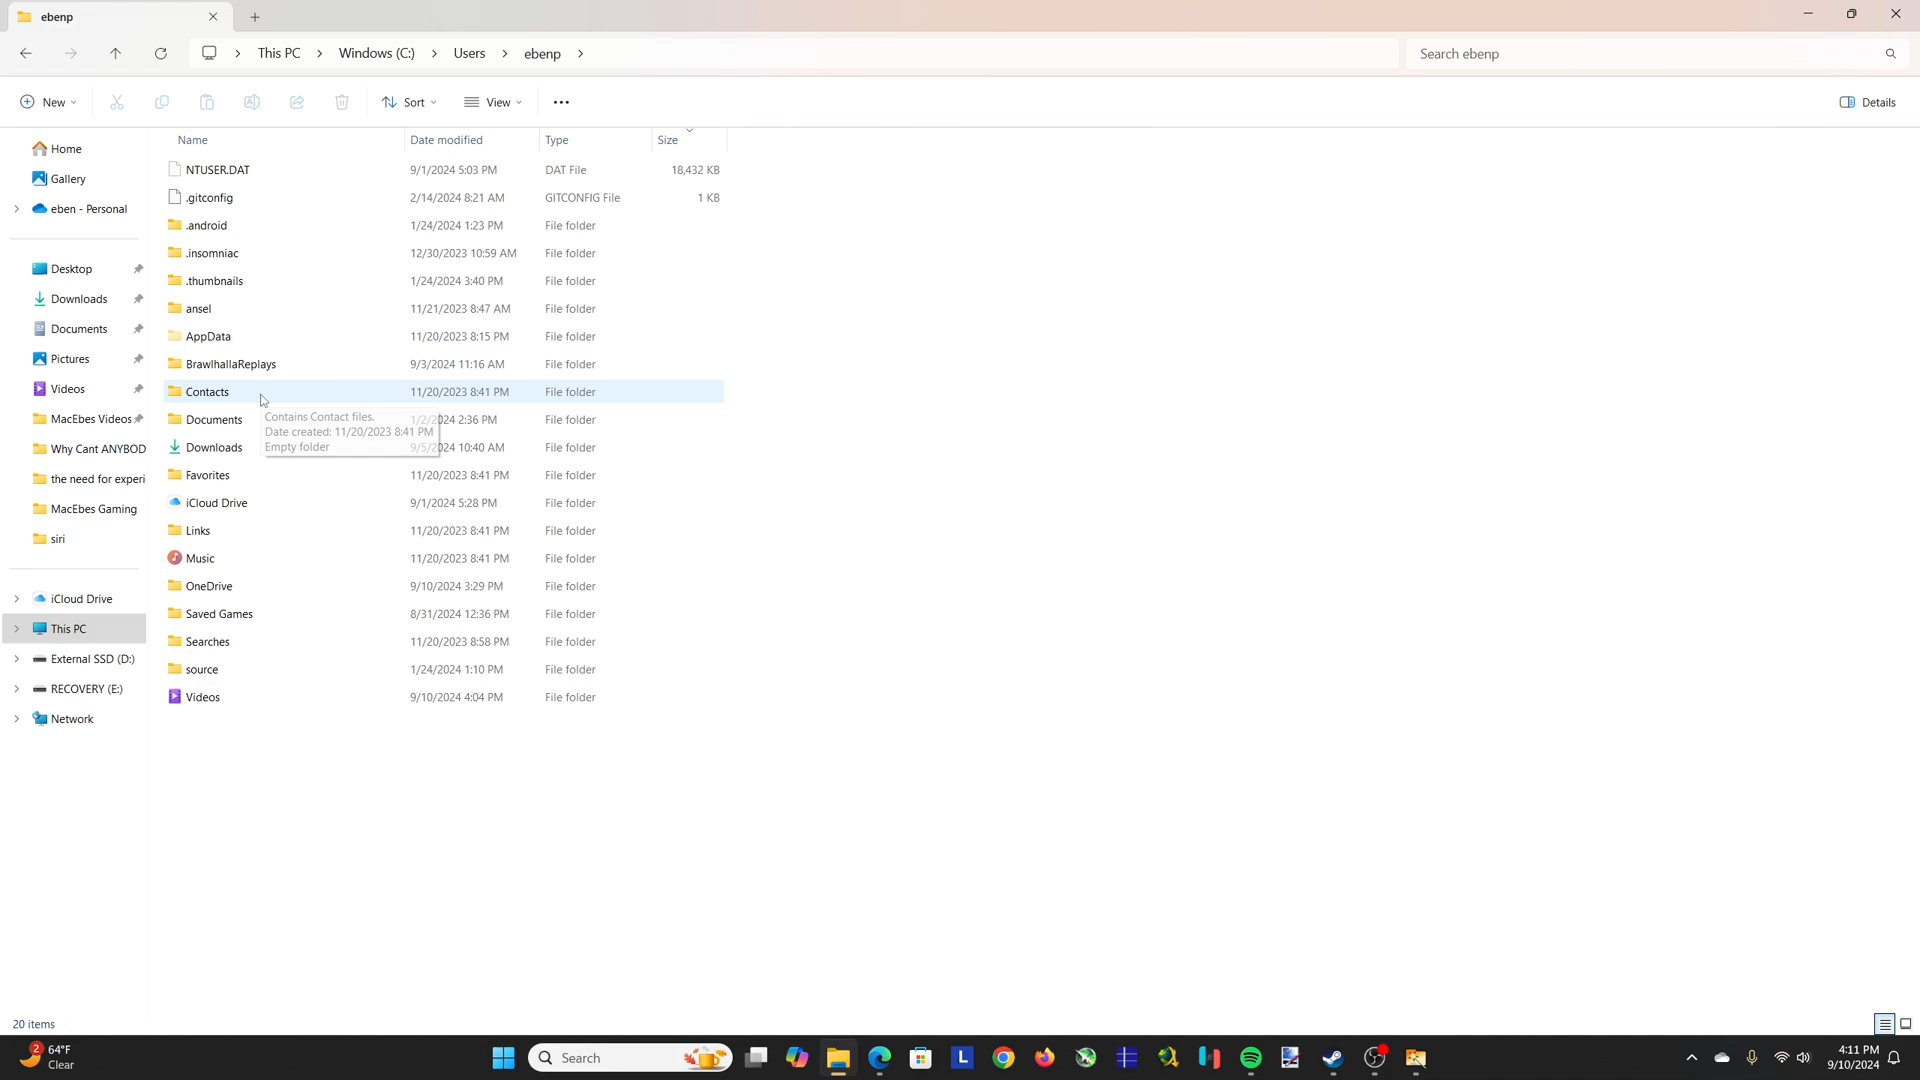 ebenp
This PC > Windows (C:) > Users > ebenp >
Search ebenp
New
Sort
View
Details
Name Date modified Type Size
NTUSER.DAT 9/1/2024 5:03 PM DAT File 18,432 KB
.gitconfig 2/14/2024 8:21 AM GITCONFIG File 1 KB
.android 1/24/2024 1:23 PM File folder
.insomniac 12/30/2023 10:59 AM File folder
.thumbnails 1/24/2024 3:40 PM File folder
ansel 11/21/2023 8:47 AM File folder
AppData 11/20/2023 8:15 PM File folder
BrawlhallaReplays 9/3/2024 11:16 AM File folder
Contacts 11/20/2023 8:41 PM File folder
Documents 1/2/2024 2:36 PM File folder
Downloads 9/5/2024 10:40 AM File folder
Favorites 11/20/2023 8:41 PM File folder
iCloud Drive 9/1/2024 5:28 PM File folder
Links 11/20/2023 8:41 PM File folder
Music 11/20/2023 8:41 PM File folder
OneDrive 9/10/2024 3:29 PM File folder
Saved Games 8/31/2024 12:36 PM File folder
Searches 11/20/2023 8:58 PM File folder
source 1/24/2024 1:10 PM File folder
Videos 9/10/2024 4:04 PM File folder
Contains Contact files.
Date created: 11/20/2023 8:41 PM
Empty folder
Home
Gallery
eben - Personal
Desktop
Downloads
Documents
Pictures
Videos
MacEbes Videos
Why Cant ANYBOD
the need for experi
MacEbes Gaming
siri
iCloud Drive
This PC
External SSD (D:)
RECOVERY (E:)
Network
20 items
2
64°F
Clear
Search
L
4:11 PM
9/10/2024